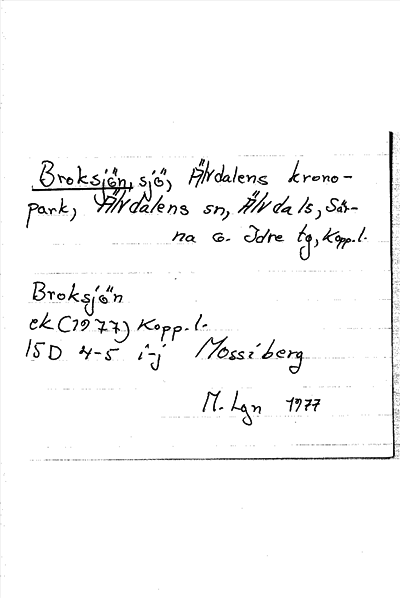 Broksjön, sjö, Älvdalens krono-
park, Älvdalens sn, Älvdals, Sär-
na o. Idre tg, Kopp.l.
Broksjön
ek (1977) Kopp.l.
15D 4-5 i-j Mossiberg
M. Lgn 1977